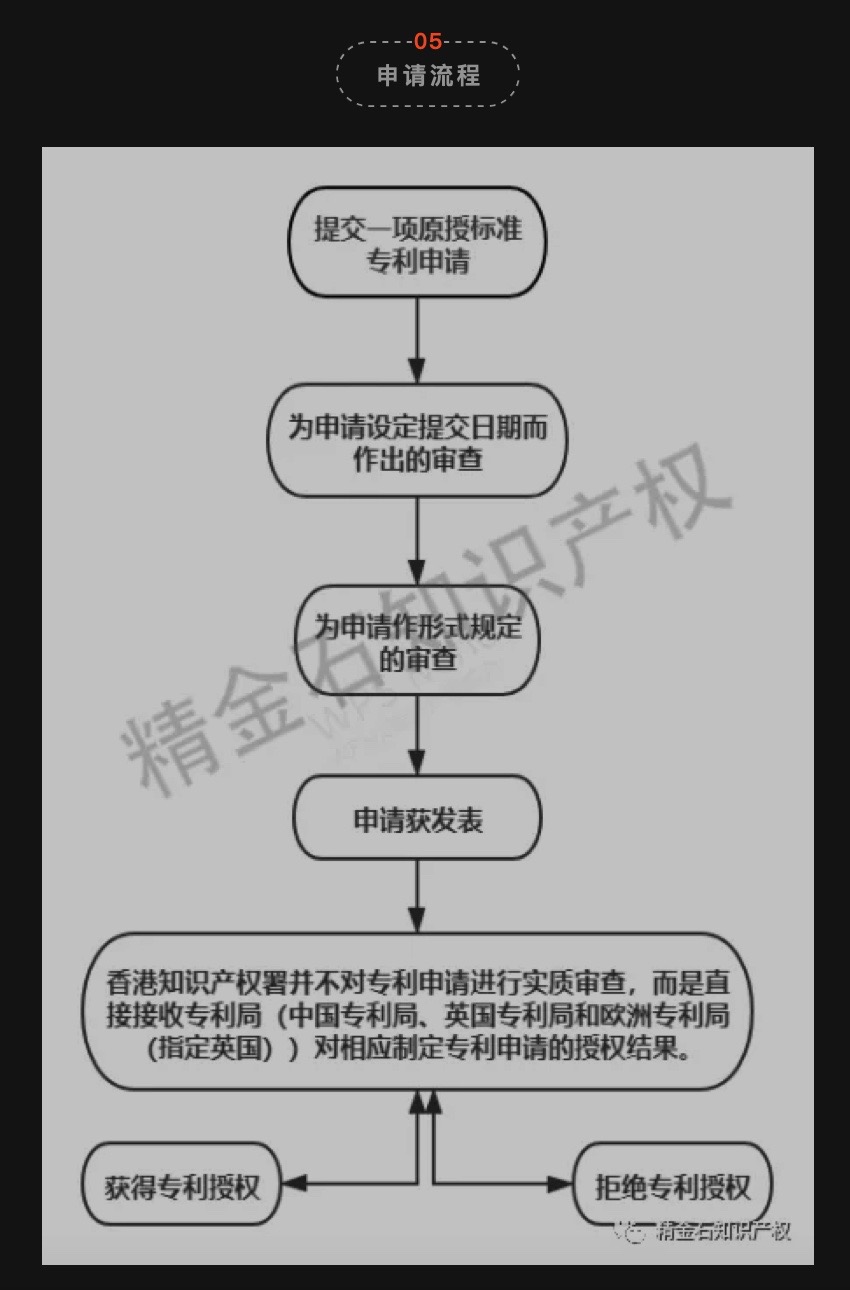 05
申请流程
提交一项原授标准
专利申请
为申请设定提交日期而
作出的审查
为申请作形式规定
的审查
申请获发表
香港知识产权署并不对专利申请进行实质审查，而是直
接接收专利局（中国专利局、英国专利局和欧洲专利局
（指定英国））对相应制定专利申请的授权结果。
获得专利授权
拒绝专利授权
精金石知识产权
精金石知识产权